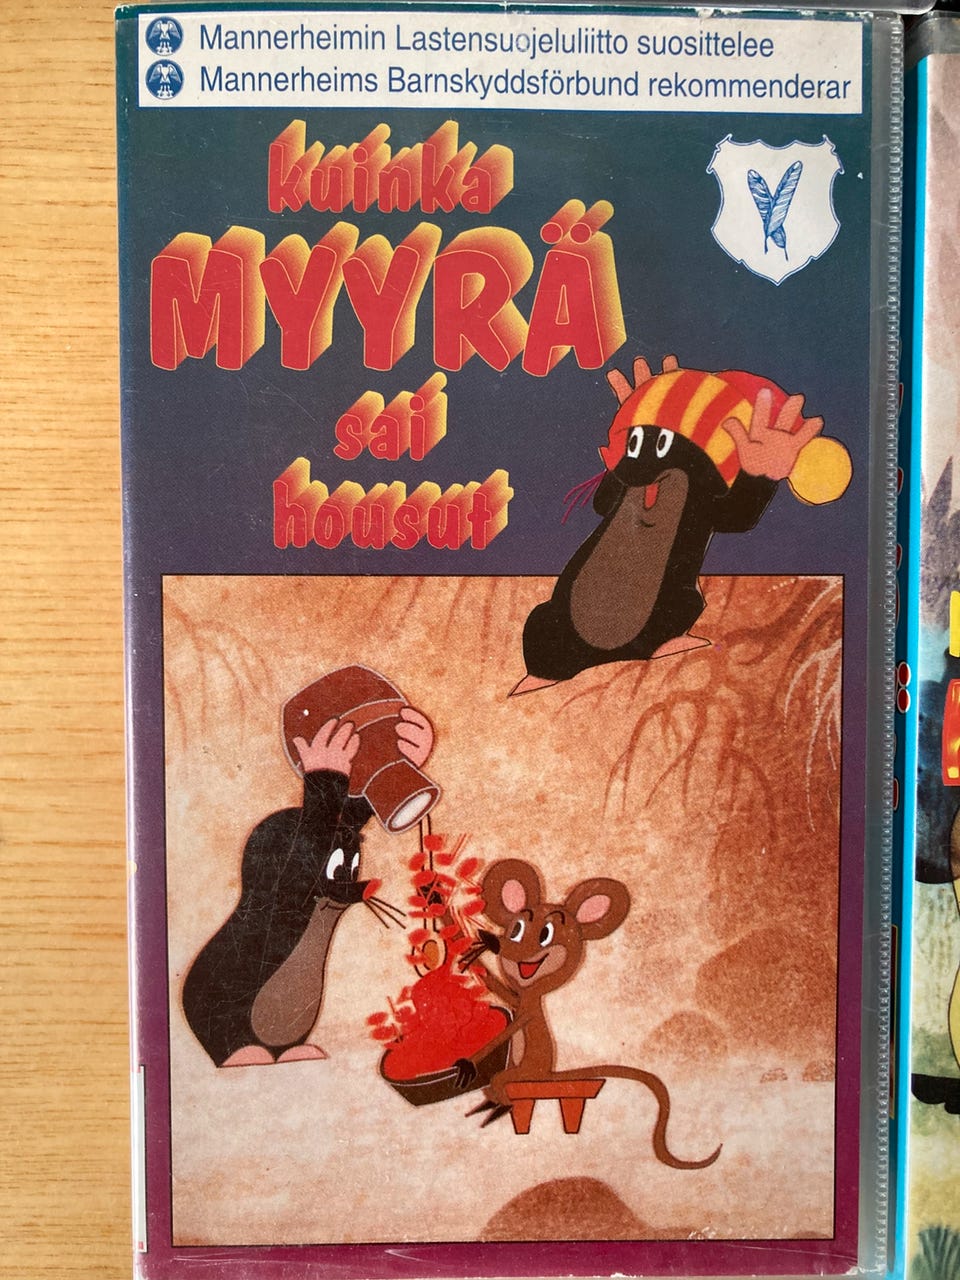 Mannerheimin Lastensuojeluliitto suosittelee
Mannerheims Barnskyddsförbund rekommenderar
kuinka
MYYRÄ
sai
housut